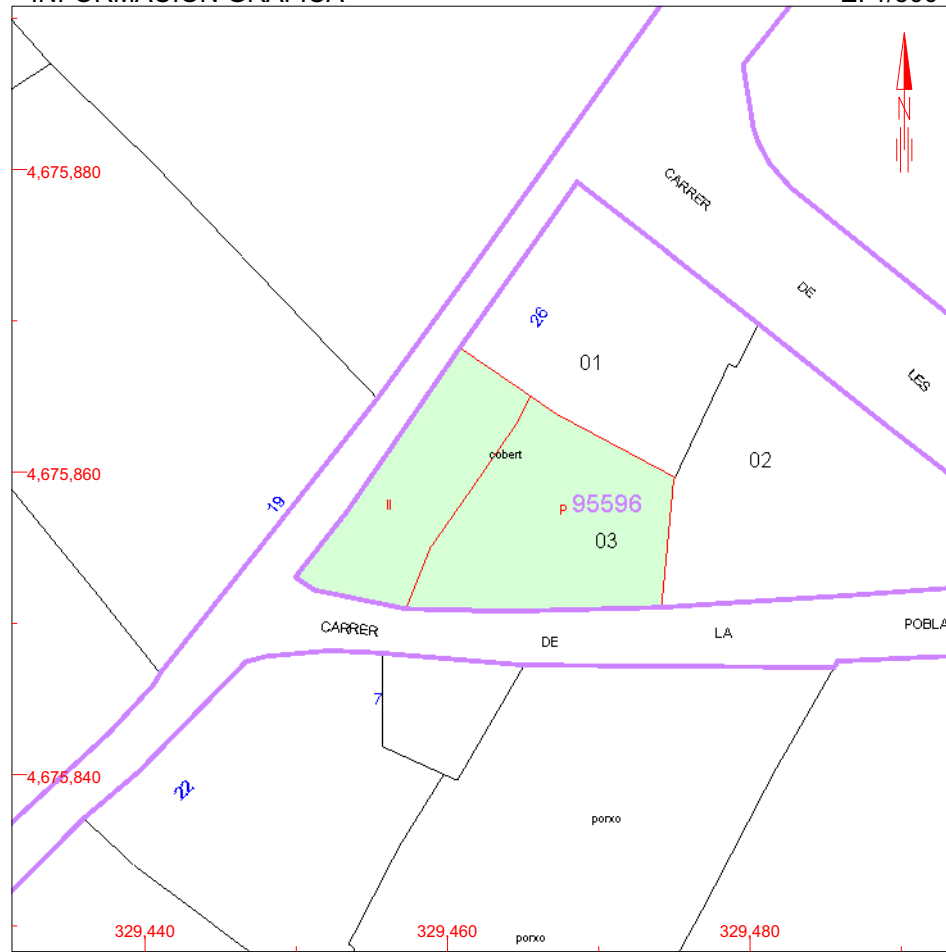 N
4,675,880
CARRER
DE
LES
26
01
4,675,860
cobert
02
19
II
P 95596
03
CARRER
DE
LA
POBLA
7
4,675,840
22
porxo
329,440
329,460
329,480
porxo